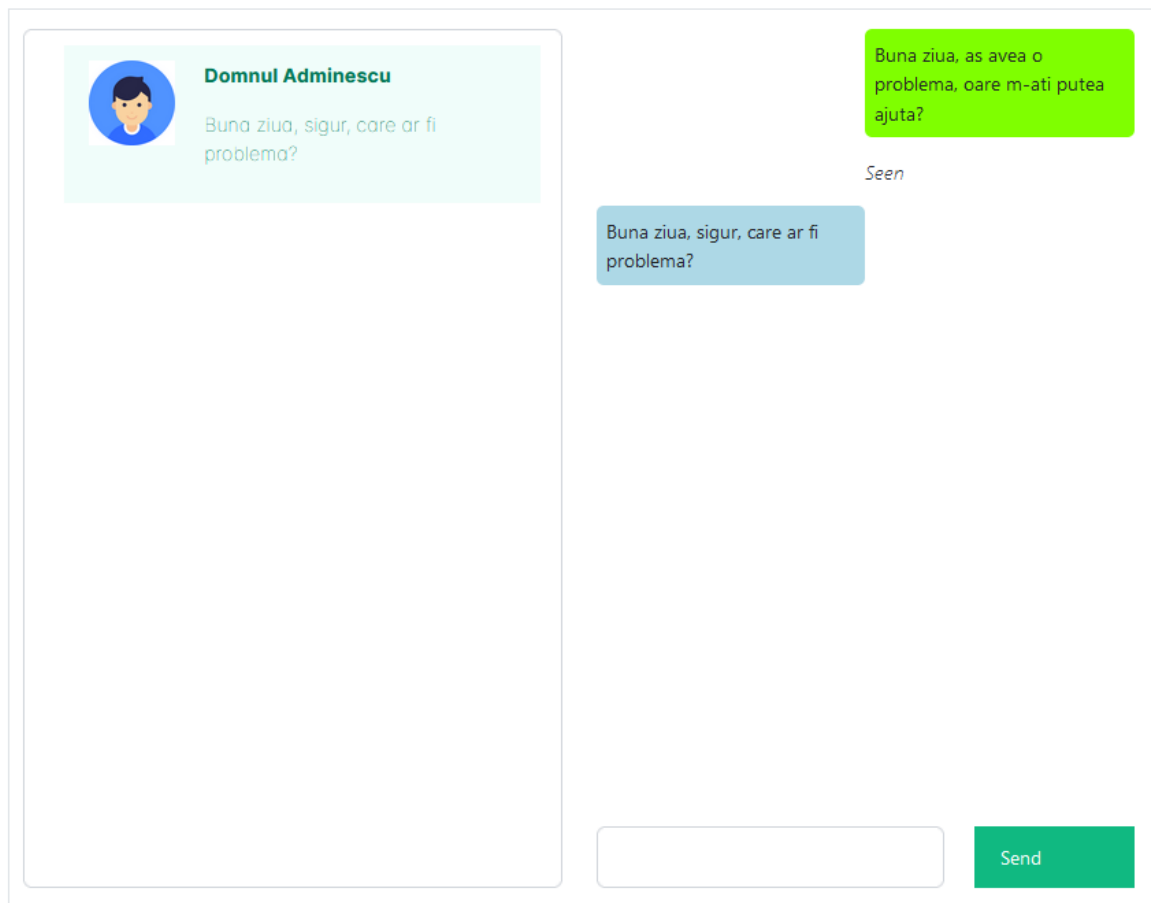 Domnul Adminescu
Buna ziua, sigur, care ar fi
problema?
Buna ziua, as avea o
problema, oare m-ati putea
ajuta?
Seen
Buna ziua, sigur, care ar fi
problema?
Send